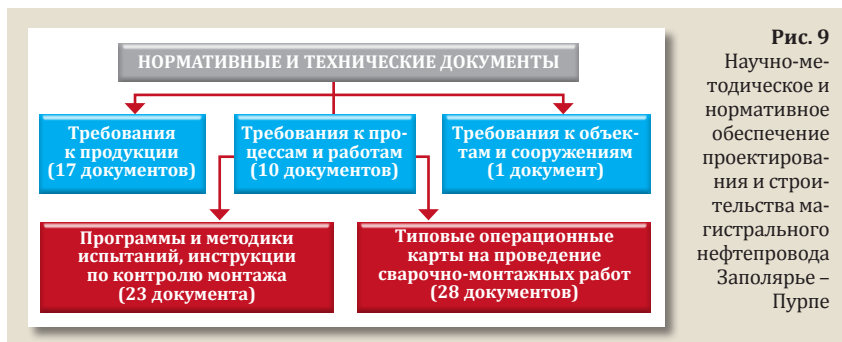 НОРМАТИВНЫЕ И ТЕХНИЧЕСКИЕ ДОКУМЕНТЫ
Требования
к продукции
(17 документов)
Требования к про-
цессам и работам
(10 документов)
Требования к объек-
там и сооружениям
(1 документ)
Программы и методики
испытаний, инструкции
по контролю монтажа
(23 документа)
Типовые операционные
карты на проведение
сварочно-монтажных работ
(28 документов)
Рис. 9
Научно-ме-
тодическое и
нормативное
обеспечение
проектирова-
ния и строи-
тельства ма-
гистрального
нефтепровода
Заполярье –
Пурпе